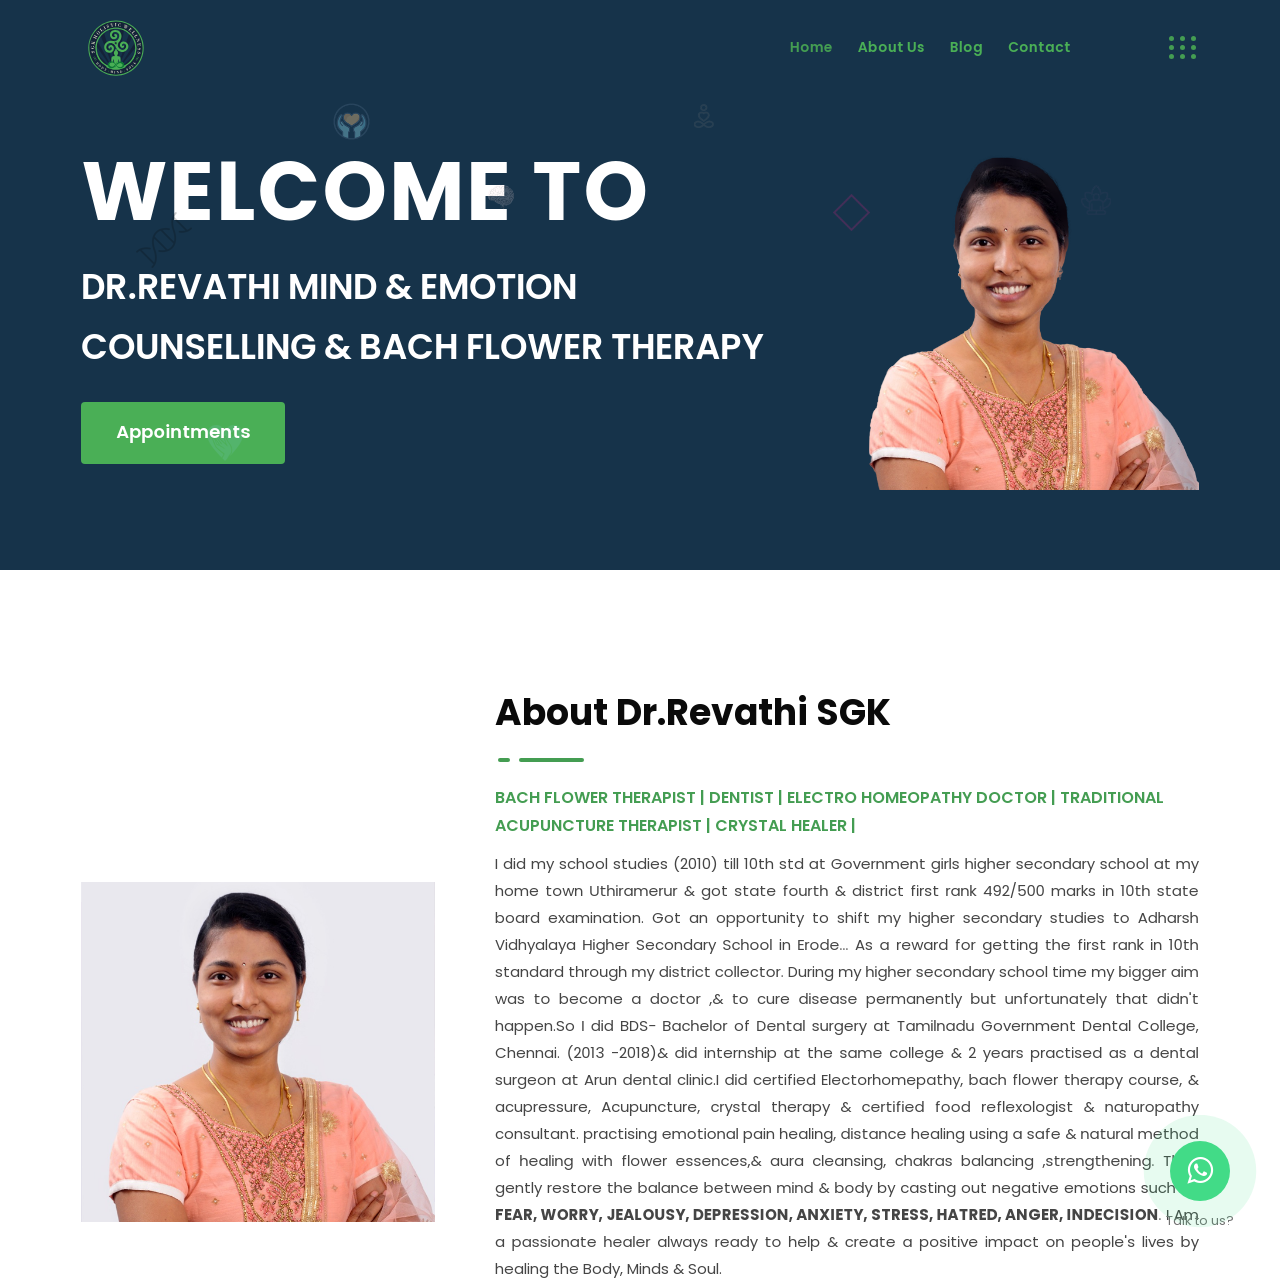 Home About Us Blog Contact
WELCOME TO
DR.REVATHI MIND & EMOTION
COUNSELLING & BACH FLOWER THERAPY
Appointments
About Dr.Revathi SGK
BACH FLOWER THERAPIST | DENTIST | ELECTRO HOMEOPATHY DOCTOR | TRADITIONAL
ACUPUNCTURE THERAPIST | CRYSTAL HEALER |
I did my school studies (2010) till 10th std at Government girls higher secondary school at my
home town Uthiramerur & got state fourth & district first rank 492/500 marks in 10th state
board examination. Got an opportunity to shift my higher secondary studies to Adharsh
Vidhyalaya Higher Secondary School in Erode... As a reward for getting the first rank in 10th
standard through my district collector. During my higher secondary school time my bigger aim
was to become a doctor ,& to cure disease permanently but unfortunately that didn't
happen.So I did BDS- Bachelor of Dental surgery at Tamilnadu Government Dental College,
Chennai. (2013 -2018)& did internship at the same college & 2 years practised as a dental
surgeon at Arun dental clinic.I did certified Electorhomepathy, bach flower therapy course, &
acupressure, Acupuncture, crystal therapy & certified food reflexologist & naturopathy
consultant. practising emotional pain healing, distance healing using a safe & natural method
of healing with flower essences,& aura cleansing, chakras balancing ,strengthening.
gently restore the balance between mind & body by casting out negative emotions such
FEAR, WORRY, JEALOUSY, DEPRESSION, ANXIETY, STRESS, HATRED, ANGER, INDECISION. I Am
Talk to us?
a passionate healer always ready to help & create a positive impact on people's lives by
healing the Body, Minds & Soul.